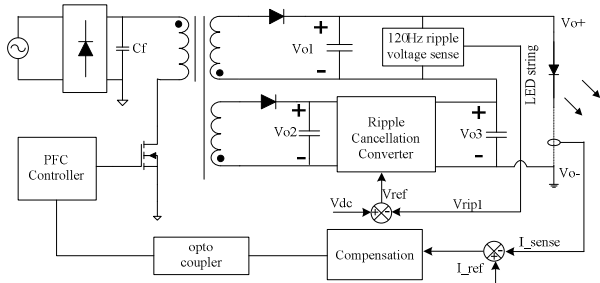 Cf
Vo1
+
-
120Hz ripple
voltage sense
Vo+
LED string
Vo2
+
-
Ripple
Cancellation
Converter
+
Vo3
-
Vo-
PFC
Controller
Vref
Vdc
+
-
Vrip1
opto
coupler
Compensation
-
+
I_sense
I_ref